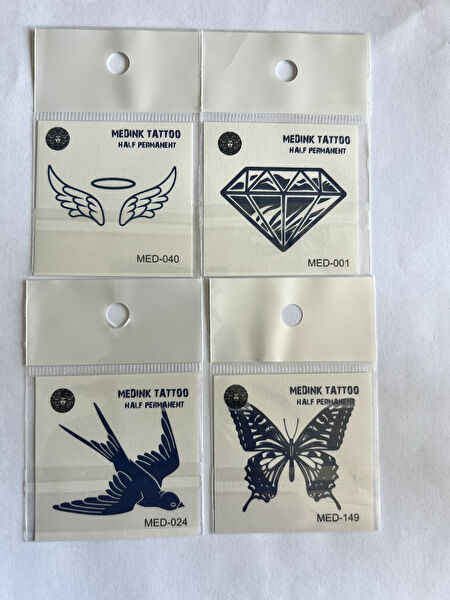 MEDINK TATTOO
HALF PERMANENT
MED-040
MEDINK TATTOO
HALF PERMANENT
MED-001
MEDINK TATTOO
HALF PERMANENT
MED-024
MEDINK TATTOO
HALF PERMANENT
MED-149